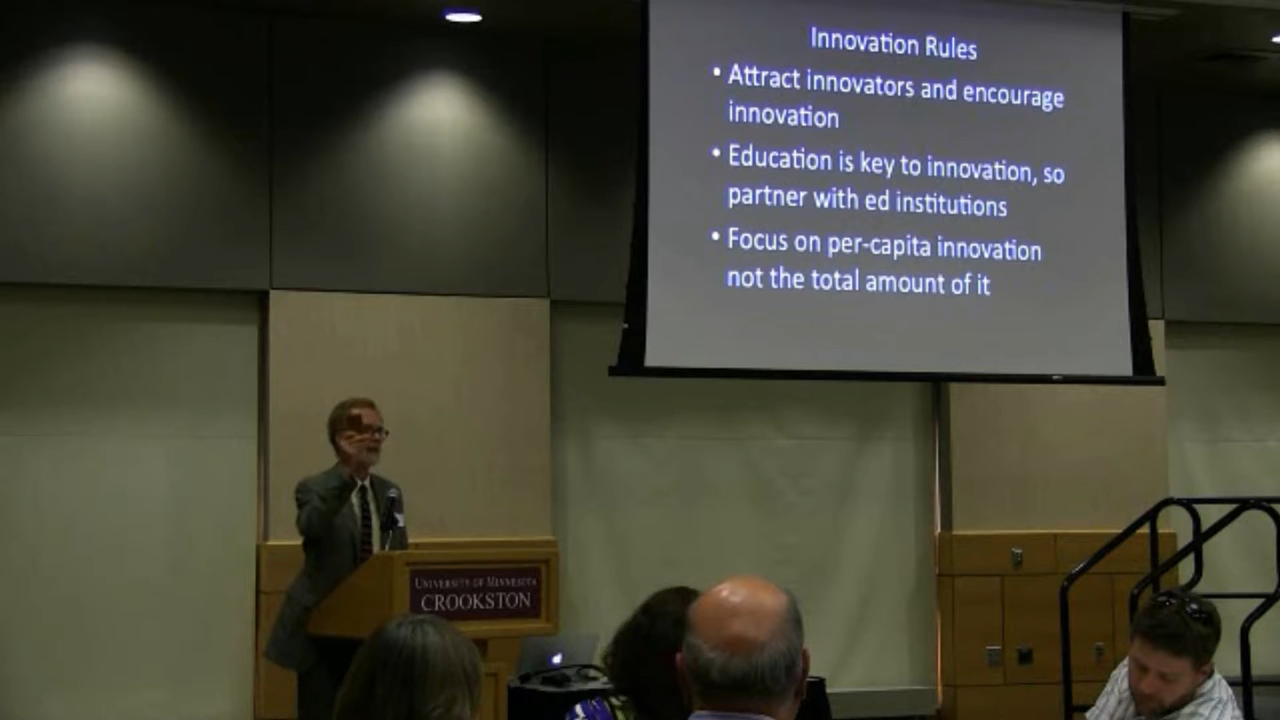 Innovation Rules
• Attract innovators and encourage
innovation
• Education is key to innovation, so
partner with ed institutions
• Focus on per-capita innovation
not the total amount of it
UNIVERSITY OF MINNESOTA
CROOKSTON